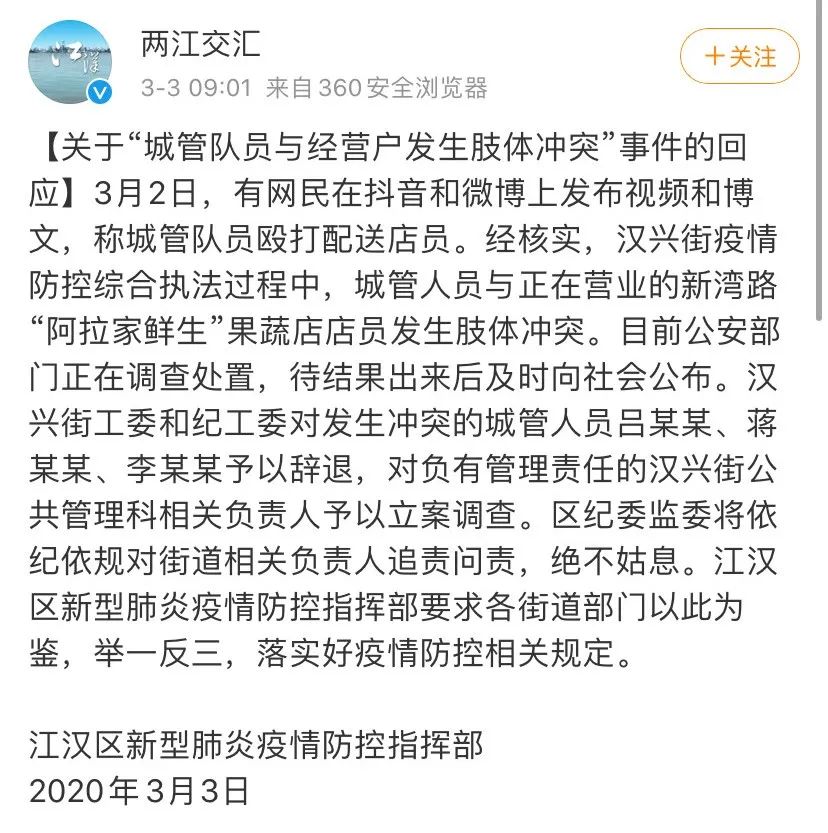 两江交汇
＋关注
3-3 09:01 来自360安全浏览器
【关于“城管队员与经营户发生肢体冲突”事件的回
应】3月2日，有网民在抖音和微博上发布视频和博
文，称城管队员殴打配送店员。经核实，汉兴街疫情
防控综合执法过程中，城管人员与正在营业的新湾路
“阿拉家鲜生”果蔬店店员发生肢体冲突。目前公安部
门正在调查处置，待结果出来后及时向社会公布。汉
兴街工委和纪工委对发生冲突的城管人员吕某某、蒋
某某、李某某予以辞退，对负有管理责任的汉兴街公
共管理科相关负责人予以立案调查。区纪委监委将依
纪依规对街道相关负责人追责问责，绝不姑息。江汉
区新型肺炎疫情防控指挥部要求各街道部门以此为
鉴，举一反三，落实好疫情防控相关规定。
江汉区新型肺炎疫情防控指挥部
2020年3月3日